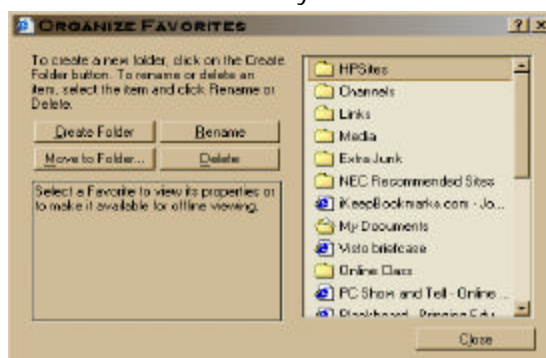 ORGANIZE FAVORITES
To create a new folder, click on the Create
Folder button. To rename or delete an
item, select the item and click Rename or
Delete.
Create Folder
Rename
Move to Folder...
Delete
Select a Favorite to view its properties or
to make it available for offline viewing.
HPSites
Channels
Links
Media
Extra Junk
NEC Recommended Sites
iKeepBookmarks.com - Jo...
My Documents
Visto briefcase
Online Class
PC Show and Tell - Online ...
Close